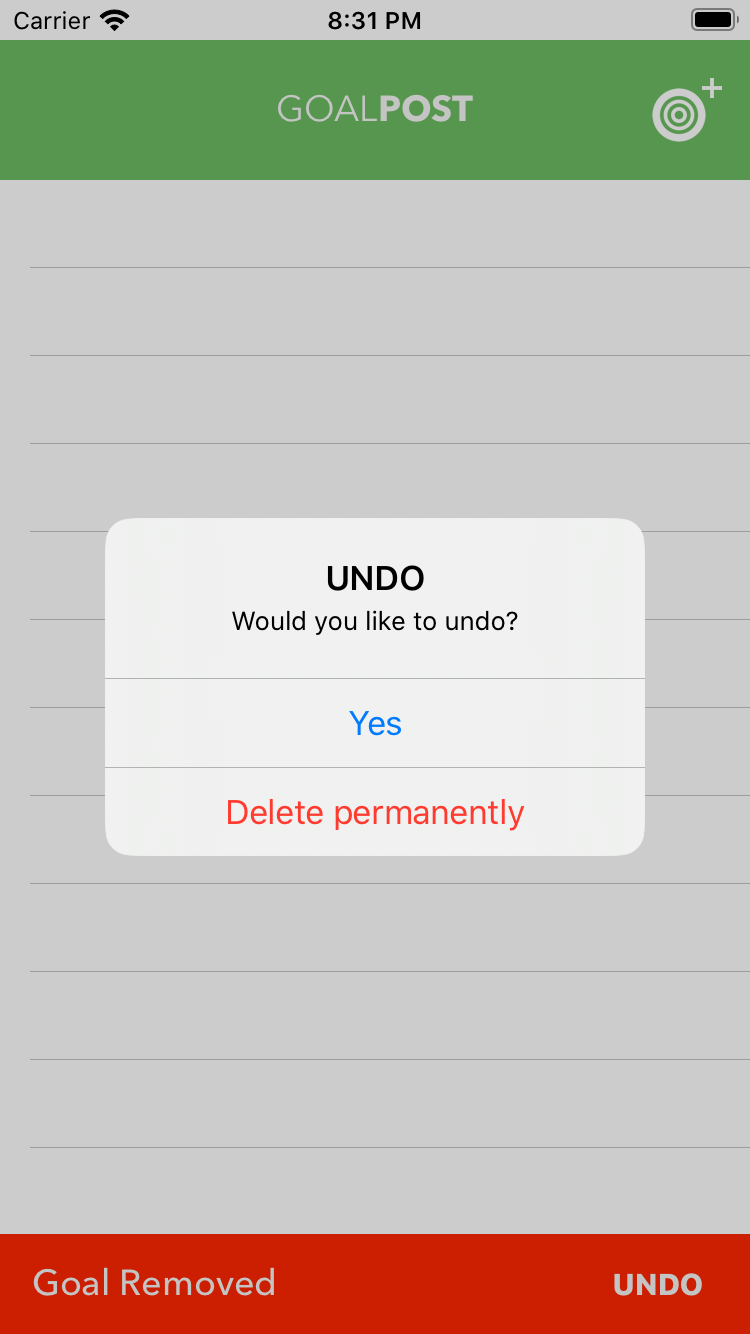 Carrier 8:31 PM
GOALPOST
UNDO
Would you like to undo?
Yes
Delete permanently
Goal Removed UNDO